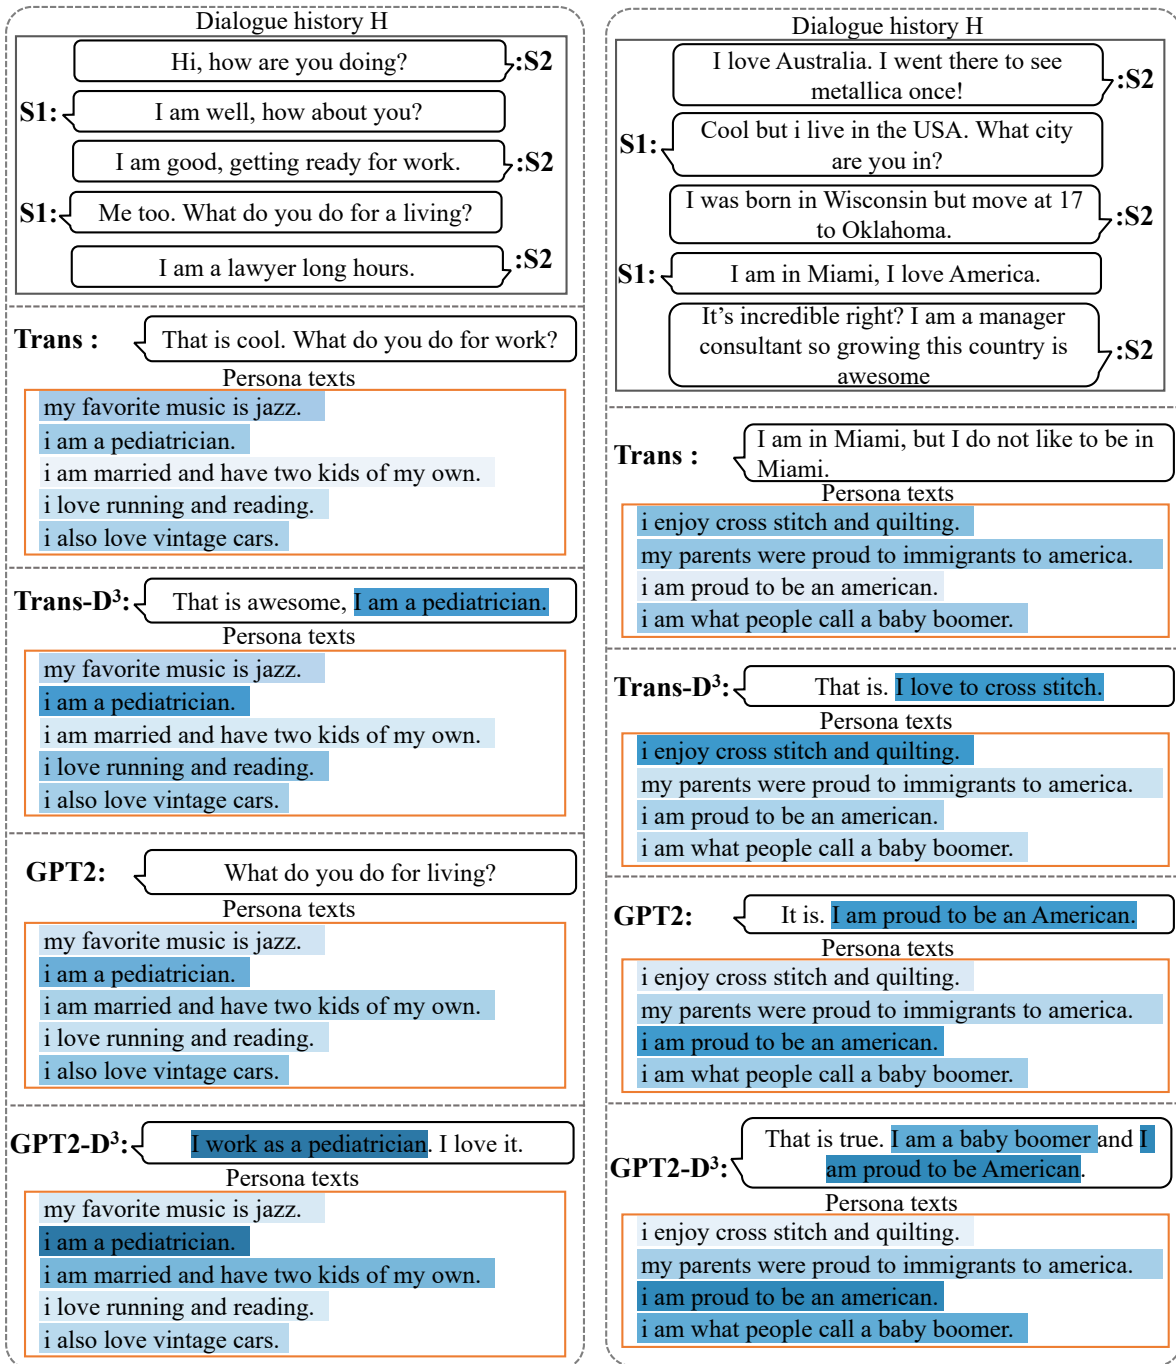 Dialogue history H
Hi, how are you doing?
:S2
S1:
I am well, how about you?
I am good, getting ready for work.
:S2
S1:
Me too. What do you do for a living?
I am a lawyer long hours.
:S2
Trans :
That is cool. What do you do for work?
Persona texts
my favorite music is jazz.
i am a pediatrician.
i am married and have two kids of my own.
i love running and reading.
i also love vintage cars.
Trans-D³:
That is awesome, I am a pediatrician.
Persona texts
my favorite music is jazz.
i am a pediatrician.
i am married and have two kids of my own.
i love running and reading.
i also love vintage cars.
GPT2:
What do you do for living?
Persona texts
my favorite music is jazz.
i am a pediatrician.
i am married and have two kids of my own.
i love running and reading.
i also love vintage cars.
GPT2-D³:
I work as a pediatrician. I love it.
Persona texts
my favorite music is jazz.
i am a pediatrician.
i am married and have two kids of my own.
i love running and reading.
i also love vintage cars.
Dialogue history H
I love Australia. I went there to see
metallica once!
:S2
S1:
Cool but i live in the USA. What city
are you in?
I was born in Wisconsin but move at 17
to Oklahoma.
:S2
S1:
I am in Miami, I love America.
It's incredible right? I am a manager
consultant so growing this country is
awesome
:S2
Trans :
I am in Miami, but I do not like to be in
Miami.
Persona texts
i enjoy cross stitch and quilting.
my parents were proud to immigrants to america.
i am proud to be an american.
i am what people call a baby boomer.
Trans-D³:
That is. I love to cross stitch.
Persona texts
i enjoy cross stitch and quilting.
my parents were proud to immigrants to america.
i am proud to be an american.
i am what people call a baby boomer.
GPT2:
It is. I am proud to be an American.
Persona texts
i enjoy cross stitch and quilting.
my parents were proud to immigrants to america.
i am proud to be an american.
i am what people call a baby boomer.
GPT2-D³:
That is true. I am a baby boomer and I
am proud to be American.
Persona texts
i enjoy cross stitch and quilting.
my parents were proud to immigrants to america.
i am proud to be an american.
i am what people call a baby boomer.